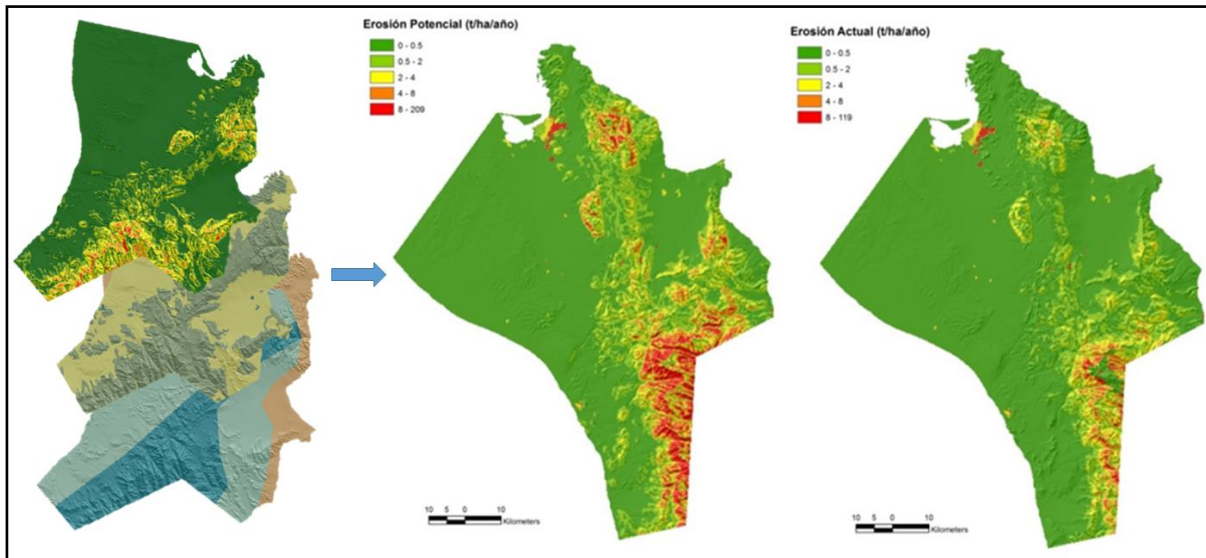 Erosión Potencial (t/ha/año)
0 - 0.5
0.5 - 2
2 - 4
4 - 8
8 - 209
10 5 0 10
Kilometers
Erosión Actual (t/ha/año)
0 - 0.5
0.5 - 2
2 - 4
4 - 8
8 - 119
10 5 0 10
Kilometers